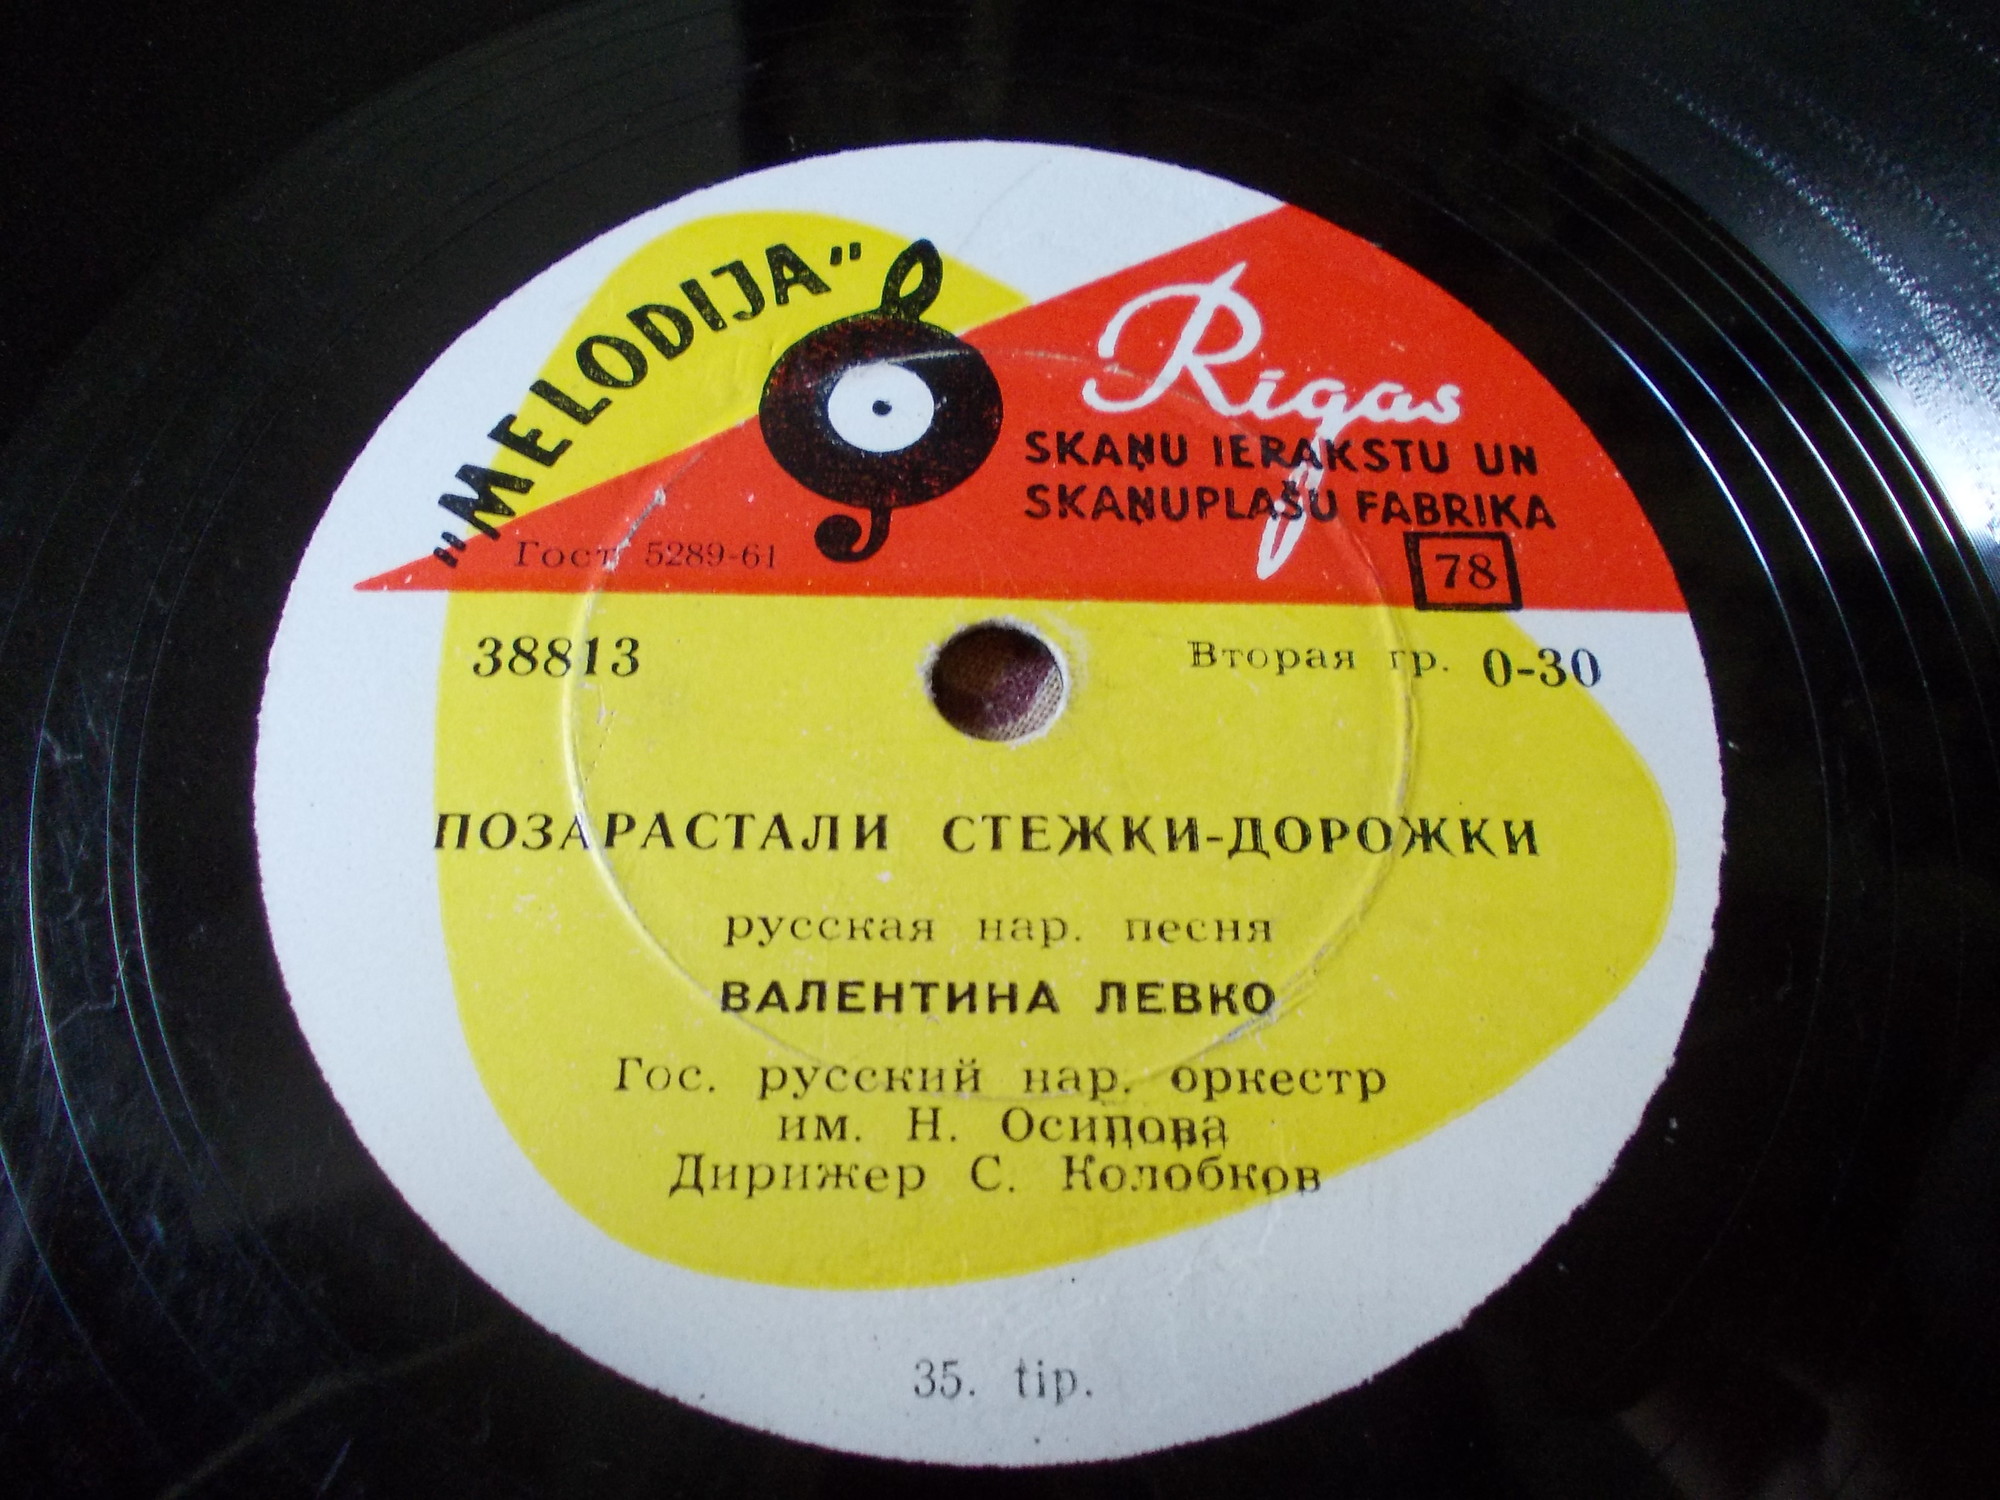 „MELODIJA"
Rigas
SKAŅU IERAKSTU UN
SKAŅUPLAŠU FABRIKA
Гост 5289-61
78
38813
Вторая гр. 0-30
ПОЗАРАСТАЛИ СТЕЖКИ-ДОРОЖКИ
русская нар. песня
ВАЛЕНТИНА ЛЕВКО
Гос. русский нар. оркестр
им. Н. Осипова
Дирижер С. Колобков
35. tip.